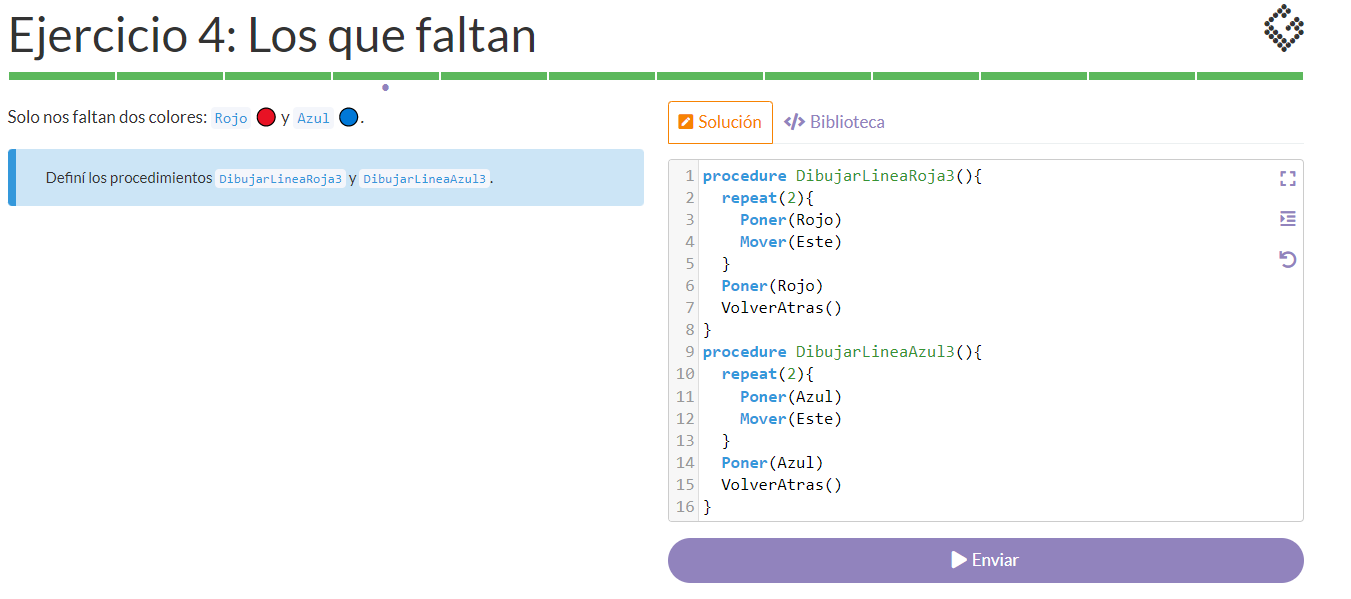 Ejercicio 4: Los que faltan
Solo nos faltan dos colores: Rojo y Azul .
Definí los procedimientos DibujarLineaRoja3 y DibujarLineaAzul3.
Solución </> Biblioteca
1 procedure DibujarLineaRoja3(){
2 repeat(2){
3 Poner(Rojo)
4 Mover(Este)
5 }
6 Poner(Rojo)
7 VolverAtras()
8 }
9 procedure DibujarLineaAzul3(){
10 repeat(2){
11 Poner(Azul)
12 Mover(Este)
13 }
14 Poner(Azul)
15 VolverAtras()
16 }
Enviar